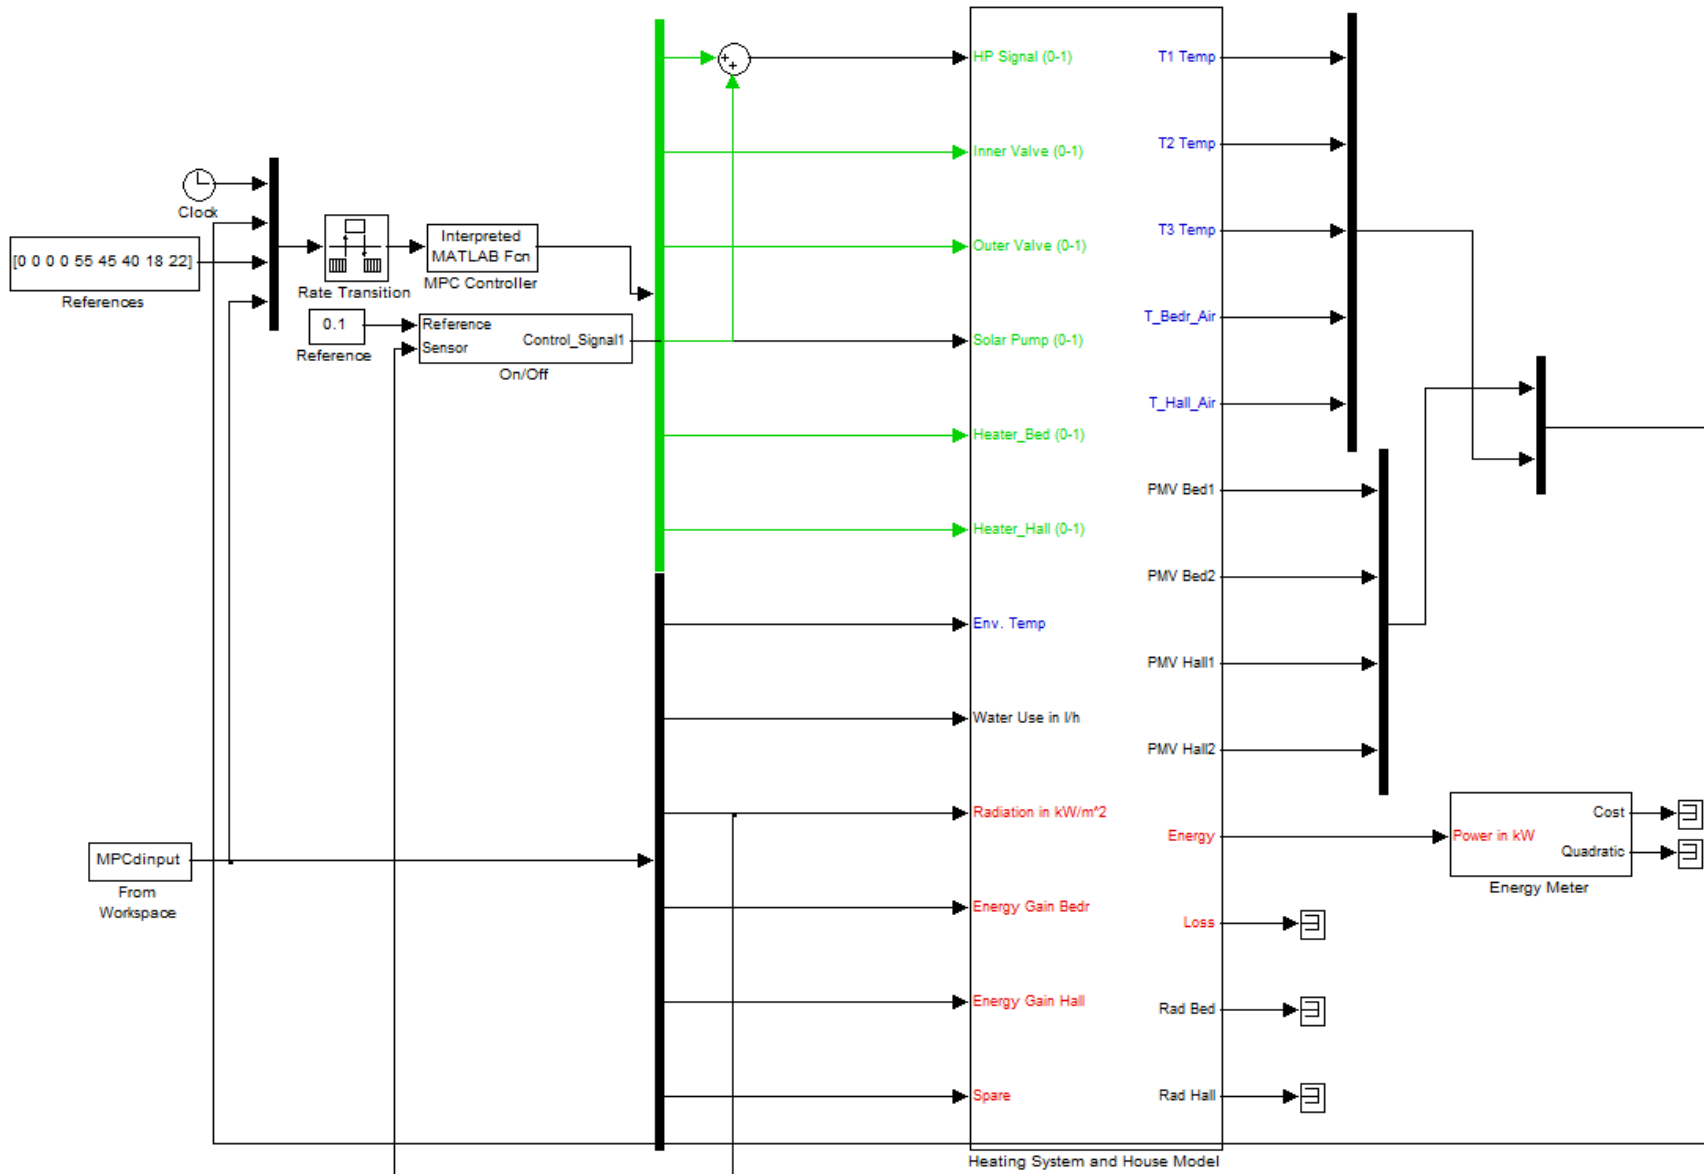 HP Signal (0-1)
T1 Temp
T2 Temp
Inner Valve (0-1)
Clock
[0 0 0 0 55 45 40 18 22]
References
Rate Transition
Interpreted
MATLAB Fcn
MPC Controller
T3 Temp
Outer Valve (0-1)
0.1
Reference
Reference
Sensor
Control_Signal1
On/Off
T_Bedr_Air
Solar Pump (0-1)
T_Hall_Air
Heater_Bed (0-1)
PMV Bed1
Heater_Hall (0-1)
PMV Bed2
Env. Temp
PMV Hall1
Water Use in l/h
PMV Hall2
Radiation in kW/m^2
Energy
Power in kW
Cost
Quadratic
Energy Meter
MPCdinput
From
Workspace
Energy Gain Bedr
Loss
Energy Gain Hall
Rad Bed
Spare
Rad Hall
Heating System and House Model